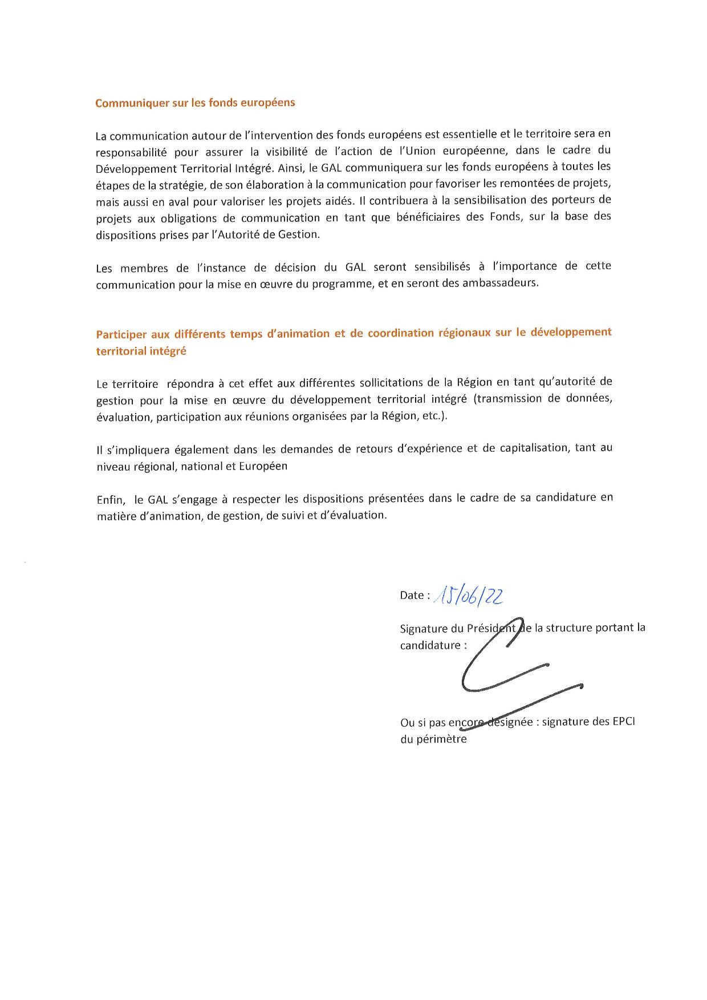 Communiquer sur les fonds européens
La communication autour de l'intervention des fonds européens est essentielle et le territoire sera en
responsabilité pour assurer la visibilité de l'action de l'Union européenne, dans le cadre du
Développement Territorial Intégré. Ainsi, le GAL communiquera sur les fonds européens à toutes les
étapes de la stratégie, de son élaboration à la communication pour favoriser les remontées de projets,
mais aussi en aval pour valoriser les projets aidés. Il contribuera à la sensibilisation des porteurs de
projets aux obligations de communication en tant que bénéficiaires des Fonds, sur la base des
dispositions prises par l'Autorité de Gestion.
Les membres de l'instance de décision du GAL seront sensibilisés à l'importance de cette
communication pour la mise en œuvre du programme, et en seront des ambassadeurs.
Participer aux différents temps d'animation et de coordination régionaux sur le développement
territorial intégré
Le territoire répondra à cet effet aux différentes sollicitations de la Région en tant qu'autorité de
gestion pour la mise en œuvre du développement territorial intégré (transmission de données,
évaluation, participation aux réunions organisées par la Région, etc.).
Il s'impliquera également dans les demandes de retours d'expérience et de capitalisation, tant au
niveau régional, national et Européen
Enfin, le GAL s'engage à respecter les dispositions présentées dans le cadre de sa candidature en
matière d'animation, de gestion, de suivi et d'évaluation.
Date : 15/06/22
Signature du Président de la structure portant la
candidature :
Ou si pas encore désignée : signature des EPCI
du périmètre